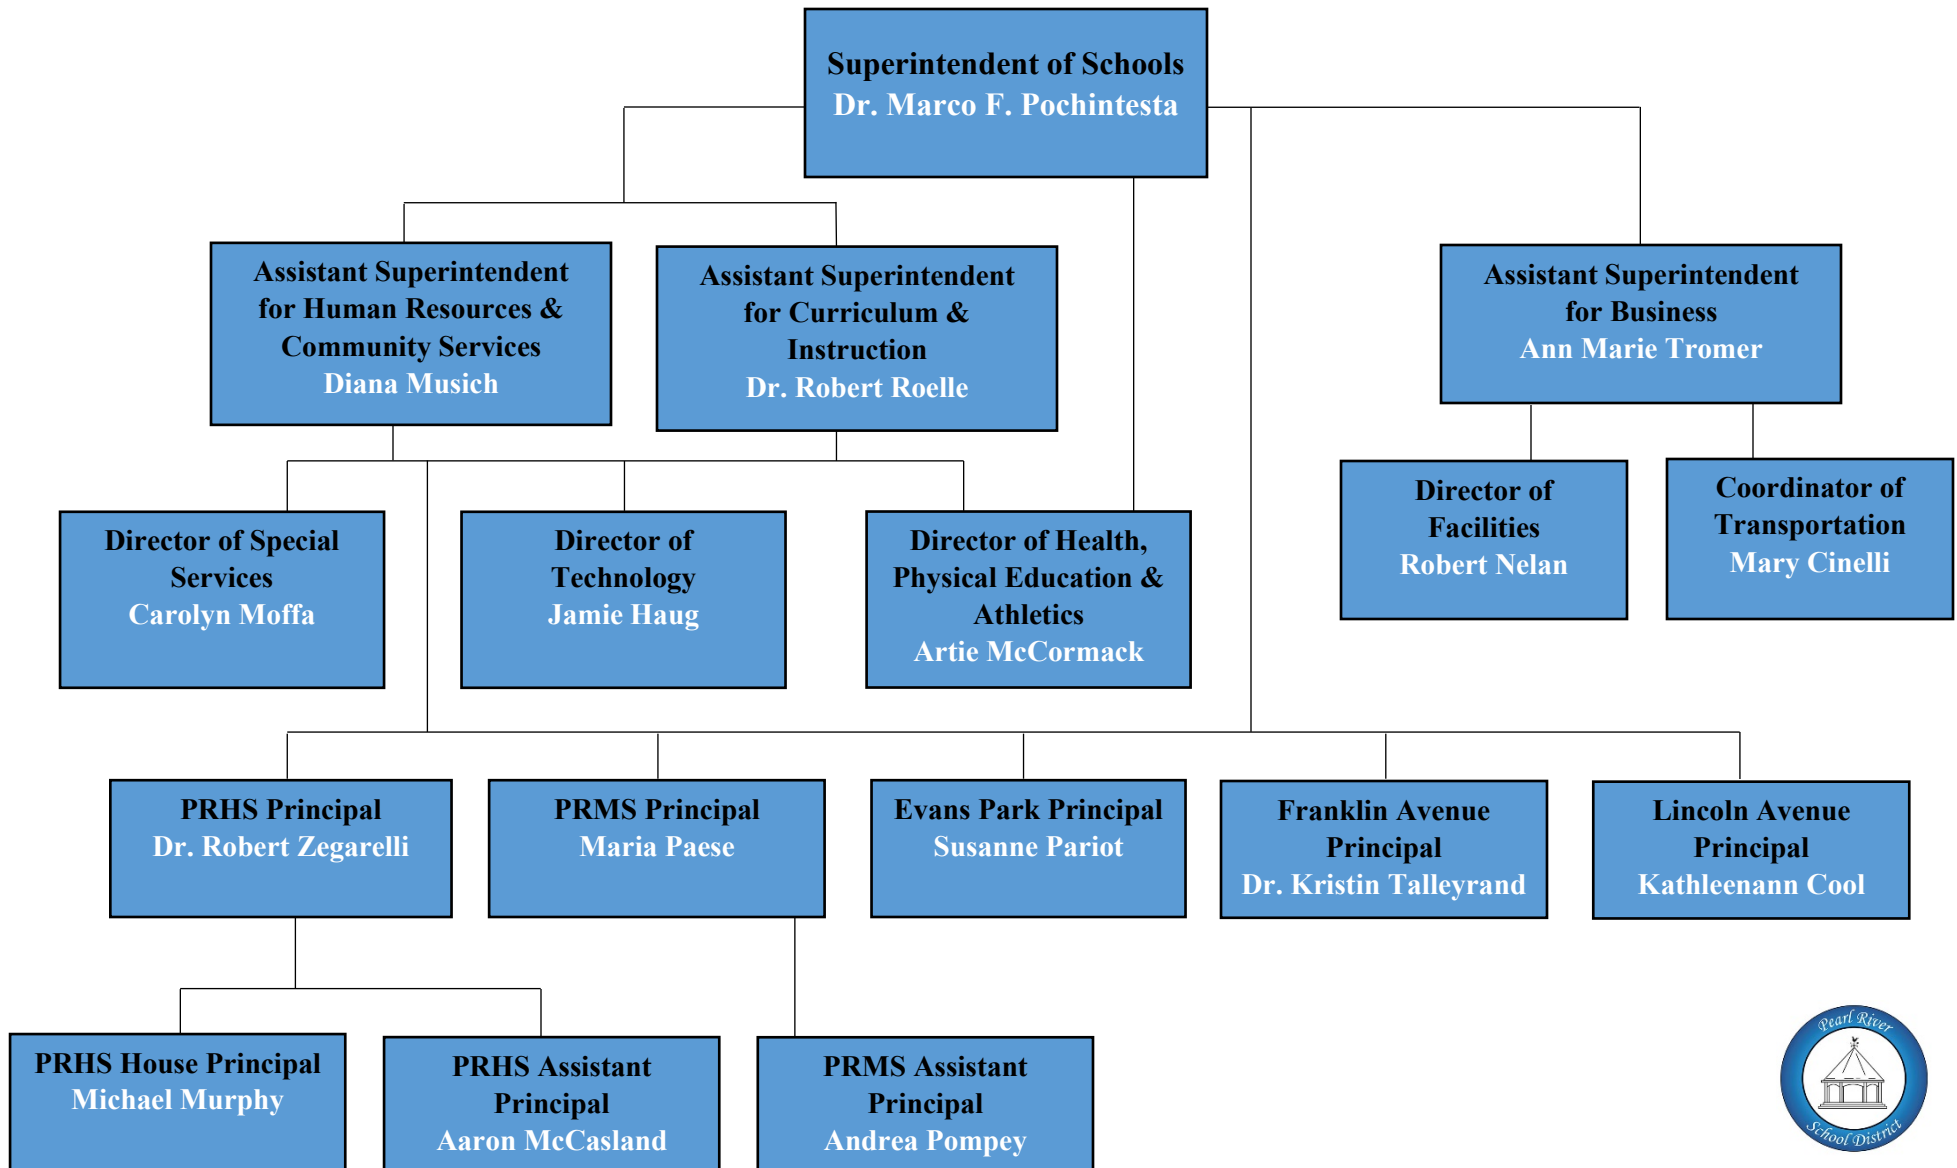 Superintendent of Schools
Dr. Marco F. Pochintesta
Assistant Superintendent
for Human Resources &
Community Services
Diana Musich
Assistant Superintendent
for Curriculum &
Instruction
Dr. Robert Roelle
Assistant Superintendent
for Business
Ann Marie Tromer
Director of Special
Services
Carolyn Moffa
Director of
Technology
Jamie Haug
Director of Health,
Physical Education &
Athletics
Artie McCormack
Director of
Facilities
Robert Nelan
Coordinator of
Transportation
Mary Cinelli
PRHS Principal
Dr. Robert Zegarelli
PRMS Principal
Maria Paese
Evans Park Principal
Susanne Pariot
Franklin Avenue
Principal
Dr. Kristin Talleyrand
Lincoln Avenue
Principal
Kathleenann Cool
PRHS House Principal
Michael Murphy
PRHS Assistant
Principal
Aaron McCasland
PRMS Assistant
Principal
Andrea Pompey
Pearl River
School District